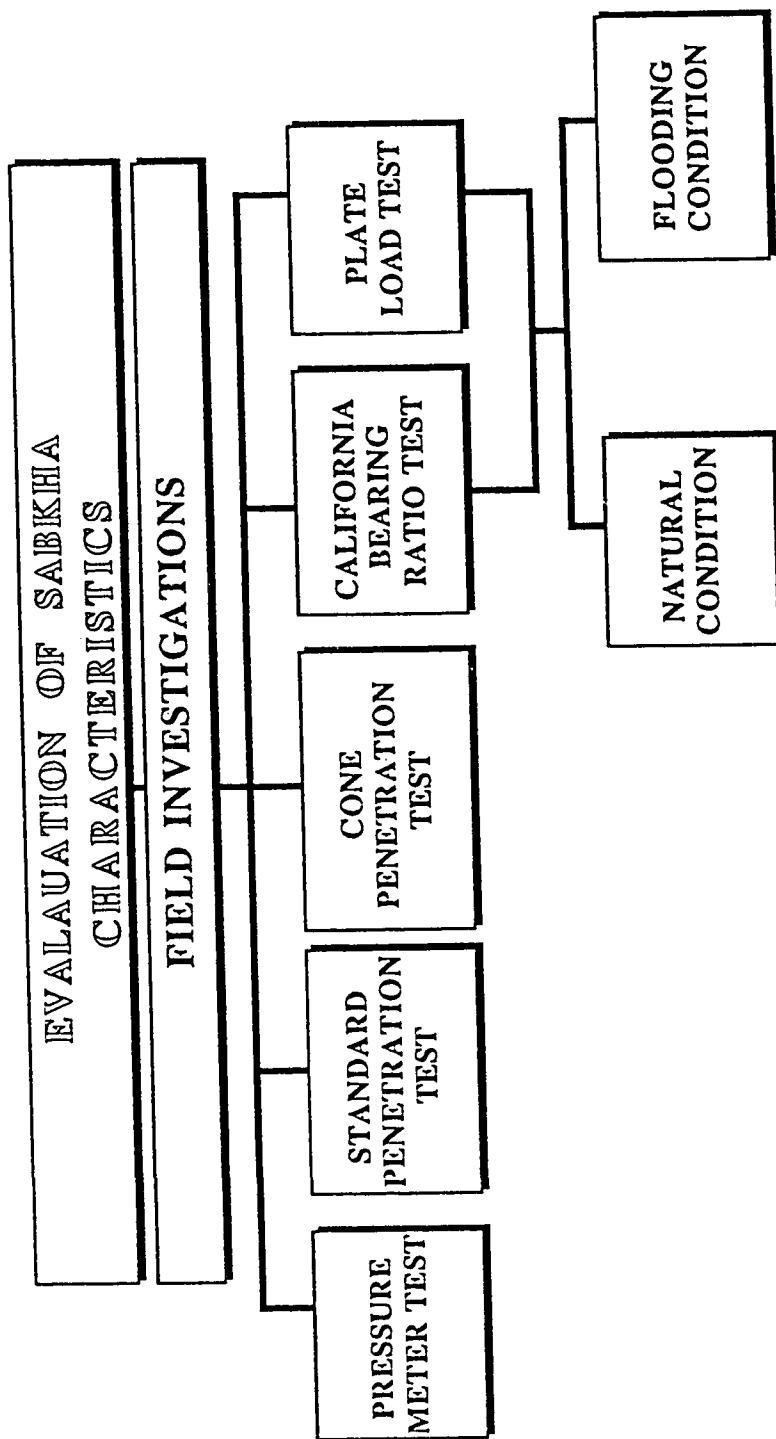 EVALAUATION OF SABKHA
CHARACTERISTICS
FIELD INVESTIGATIONS
PRESSURE
METER TEST
STANDARD
PENETRATION
TEST
CONE
PENETRATION
TEST
CALIFORNIA
BEARING
RATIO TEST
PLATE
LOAD TEST
NATURAL
CONDITION
FLOODING
CONDITION